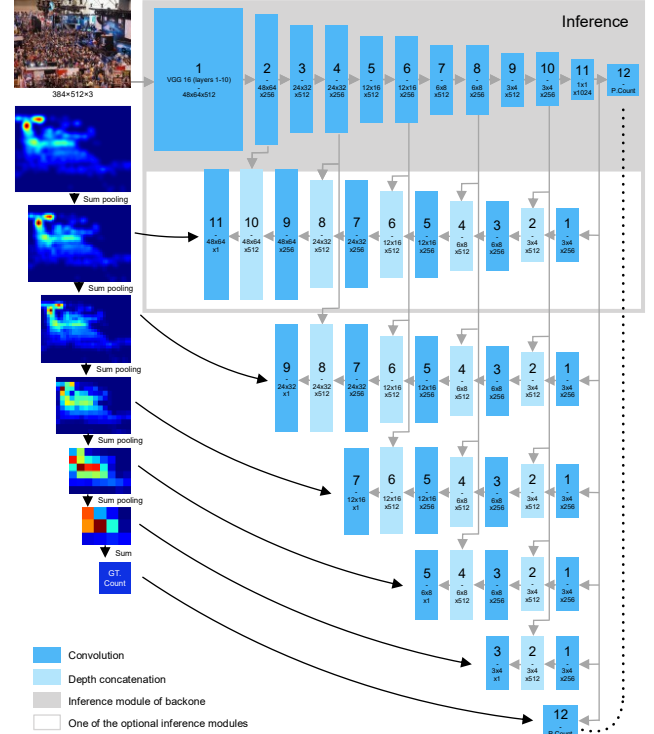 Inference
1
VGG 16 (layers 1-10)
-
48x64x512
2
-
48x64
x256
3
-
24x32
x512
4
-
24x32
x256
5
-
12x16
x512
6
-
12x16
x256
7
-
6x8
x512
8
-
6x8
x256
9
-
3x4
x512
10
-
3x4
x256
11
-
1x1
x1024
12
-
P.Count
384×512×3
Sum pooling
11
-
48x64
x1
10
-
48x64
x512
9
-
48x64
x256
8
-
24x32
x512
7
-
24x32
x256
6
-
12x16
x512
5
-
12x16
x256
4
-
6x8
x512
3
-
6x8
x256
2
-
3x4
x512
1
-
3x4
x256
Sum pooling
9
-
24x32
x1
8
-
24x32
x512
7
-
24x32
x256
6
-
12x16
x512
5
-
12x16
x256
4
-
6x8
x512
3
-
6x8
x256
2
-
3x4
x512
1
-
3x4
x256
Sum pooling
Sum pooling
7
-
12x16
x1
6
-
12x16
x512
5
-
12x16
x256
4
-
6x8
x512
3
-
6x8
x256
2
-
3x4
x512
1
-
3x4
x256
Sum pooling
Sum
GT.
Count
5
-
6x8
x1
4
-
6x8
x512
3
-
6x8
x256
2
-
3x4
x512
1
-
3x4
x256
3
-
3x4
x1
2
-
3x4
x512
1
-
3x4
x256
12
-
P.Count
Convolution
Depth concatenation
Inference module of backone
One of the optional inference modules